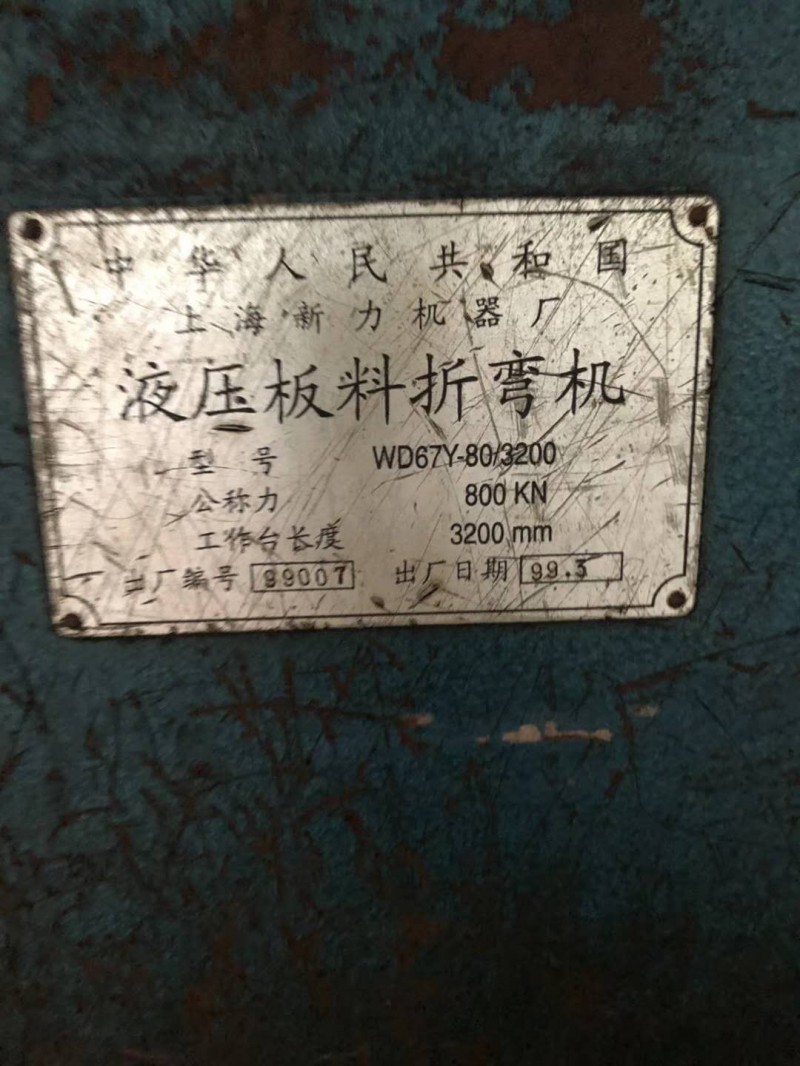 中华人民共和国
上海新力机器厂
液压板料折弯机
型号 WD67Y-80/3200
公称力 800 KN
工作台长度 3200 mm
出厂编号 99007 出厂日期 99.3